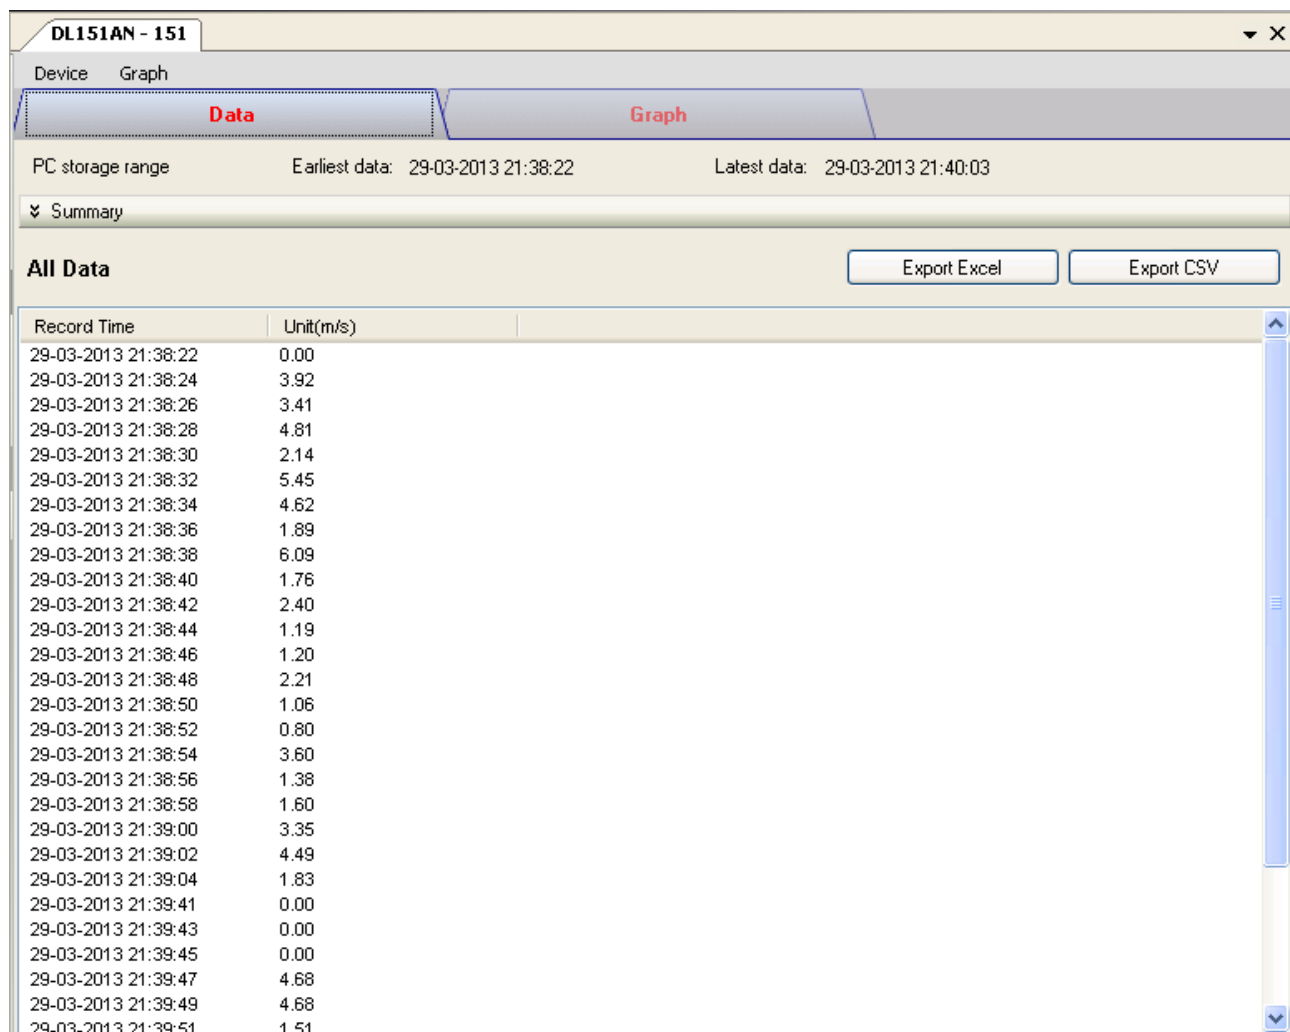 DL151AN - 151
Device Graph
Data Graph
PC storage range Earliest data: 29-03-2013 21:38:22 Latest data: 29-03-2013 21:40:03
Summary
All Data Export Excel Export CSV
Record Time Unit(m/s)
29-03-2013 21:38:22 0.00
29-03-2013 21:38:24 3.92
29-03-2013 21:38:26 3.41
29-03-2013 21:38:28 4.81
29-03-2013 21:38:30 2.14
29-03-2013 21:38:32 5.45
29-03-2013 21:38:34 4.62
29-03-2013 21:38:36 1.89
29-03-2013 21:38:38 6.09
29-03-2013 21:38:40 1.76
29-03-2013 21:38:42 2.40
29-03-2013 21:38:44 1.19
29-03-2013 21:38:46 1.20
29-03-2013 21:38:48 2.21
29-03-2013 21:38:50 1.06
29-03-2013 21:38:52 0.80
29-03-2013 21:38:54 3.60
29-03-2013 21:38:56 1.38
29-03-2013 21:38:58 1.60
29-03-2013 21:39:00 3.35
29-03-2013 21:39:02 4.49
29-03-2013 21:39:04 1.83
29-03-2013 21:39:41 0.00
29-03-2013 21:39:43 0.00
29-03-2013 21:39:45 0.00
29-03-2013 21:39:47 4.68
29-03-2013 21:39:49 4.68
29-03-2013 21:39:51 1.51